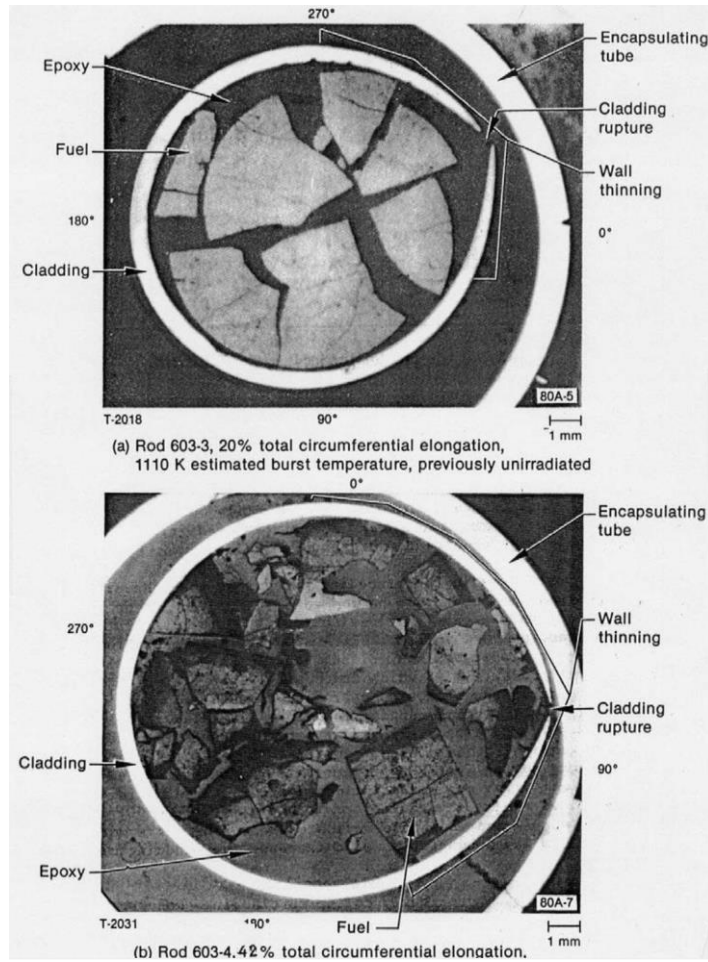 270°
Epoxy
Encapsulating
tube
Cladding
rupture
Fuel
Wall
thinning
180°
0°
Cladding
80A-5
T-2018
90°
1 mm
(a) Rod 603-3, 20% total circumferential elongation,
1110 K estimated burst temperature, previously unirradiated
0°
Encapsulating
tube
270°
Wall
thinning
Cladding
rupture
Cladding
90°
Epoxy
80A-7
T-2031
180°
Fuel
1 mm
(b) Rod 603-4, 42% total circumferential elongation,